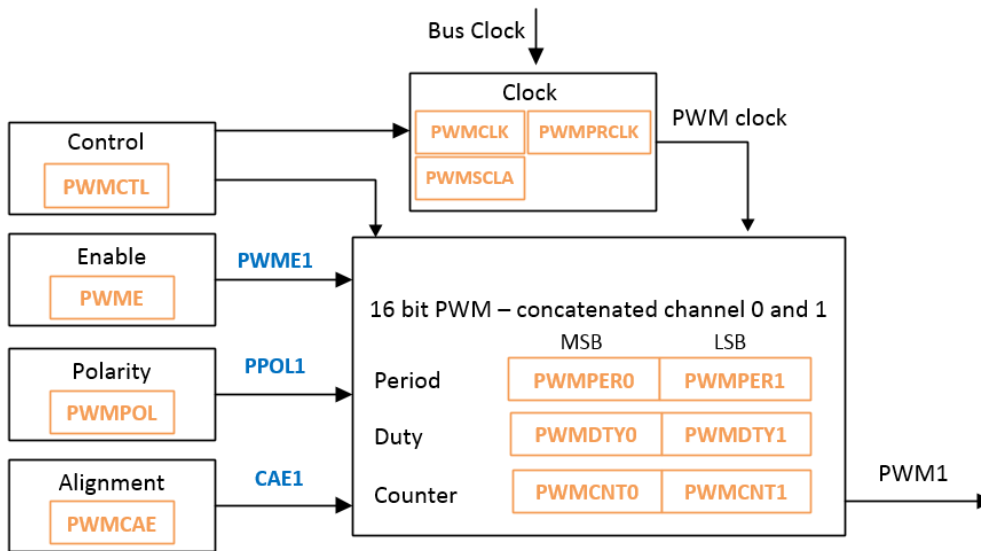 Bus Clock
Clock
PWMCLK PWMPRCLK
PWMSCLA
PWM clock
Control
PWMCTL
Enable
PWME
PWME1
Polarity
PWMPOL
PPOL1
Alignment
PWMCAE
CAE1
16 bit PWM – concatenated channel 0 and 1
MSB LSB
Period PWMPER0 PWMPER1
Duty PWMDTY0 PWMDTY1
Counter PWMCNT0 PWMCNT1
PWM1